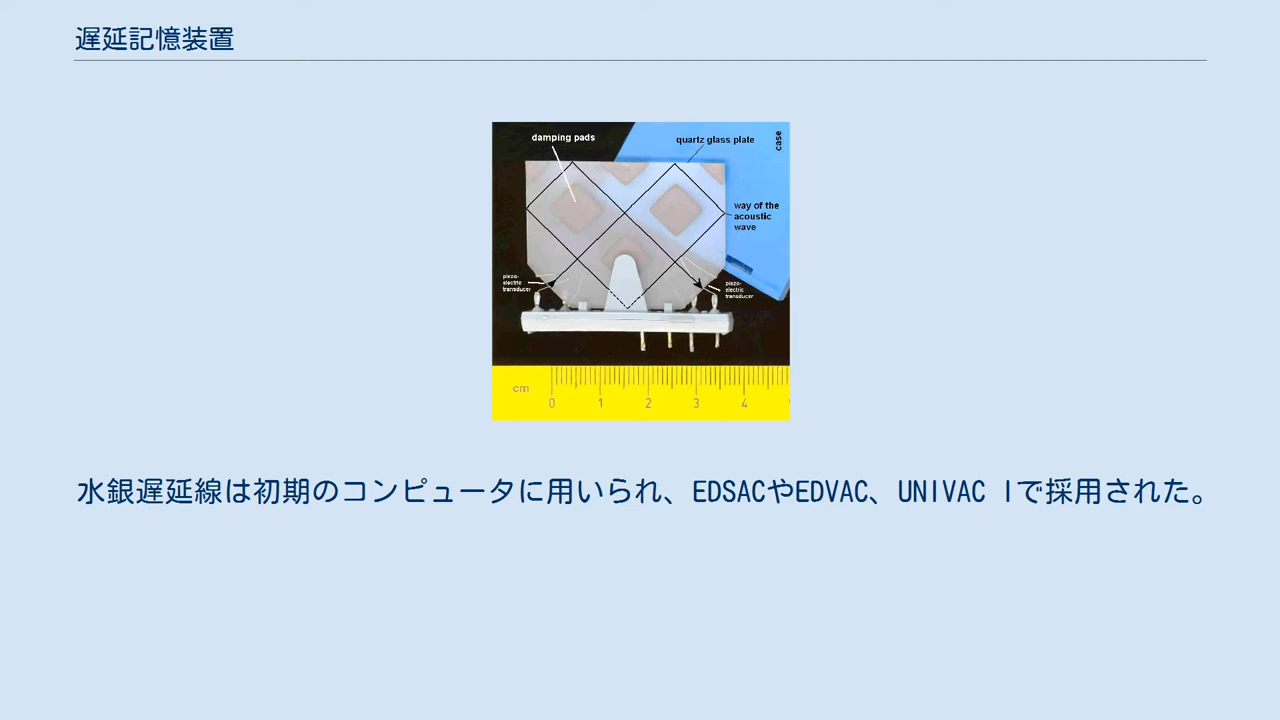 遅延記憶装置
damping pads
quartz glass plate
case
way of the
acoustic
wave
piezo-
electric
transducer
piezo-
electric
transducer
cm
0 1 2 3 4
水銀遅延線は初期のコンピュータに用いられ、EDSACやEDVAC、UNIVAC Iで採用された。